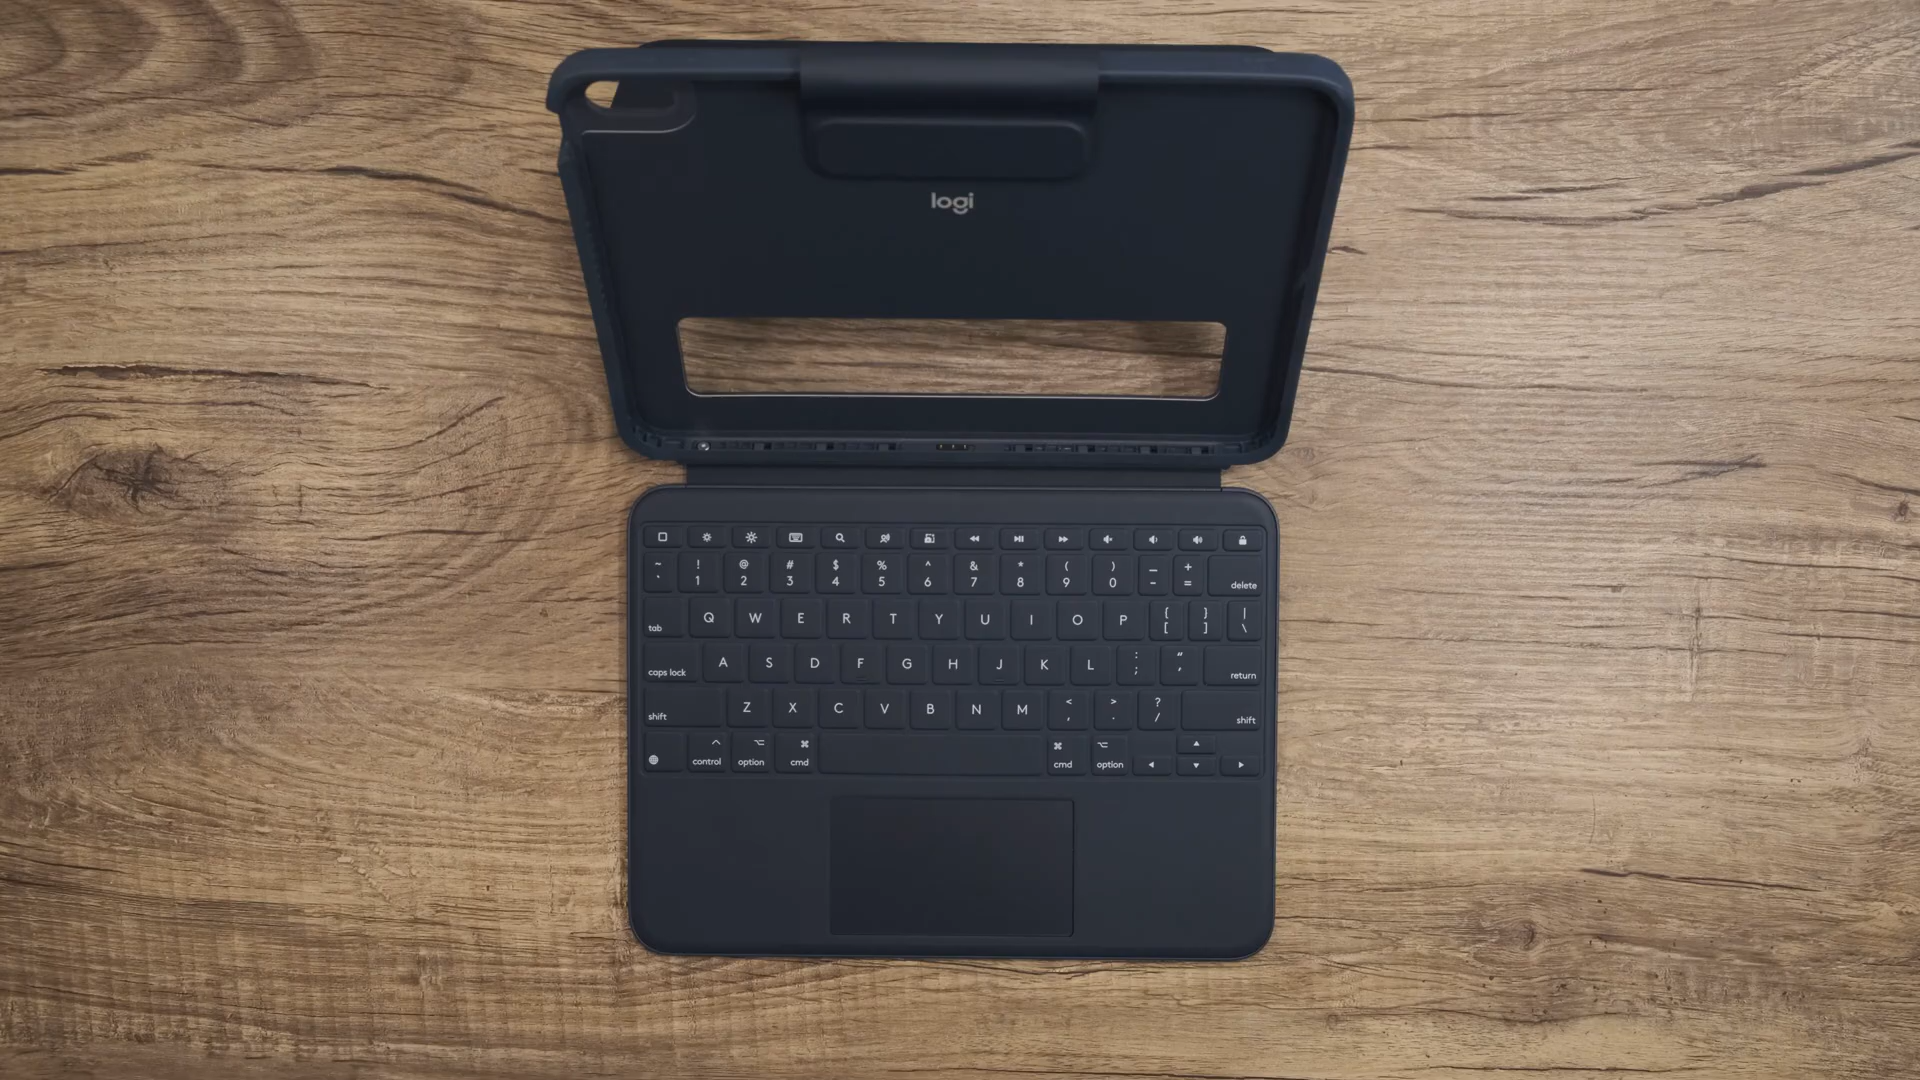 logi
~ ! @ # $ % ^ & * ( ) _ +
` 1 2 3 4 5 6 7 8 9 0 - = delete
tab Q W E R T Y U I O P { [ } ] | \
caps lock A S D F G H J K L : ; " ' return
shift Z X C V B N M < , > . ? / shift
^ ⌥ ⌘ ⌘ ⌥
control option cmd cmd option